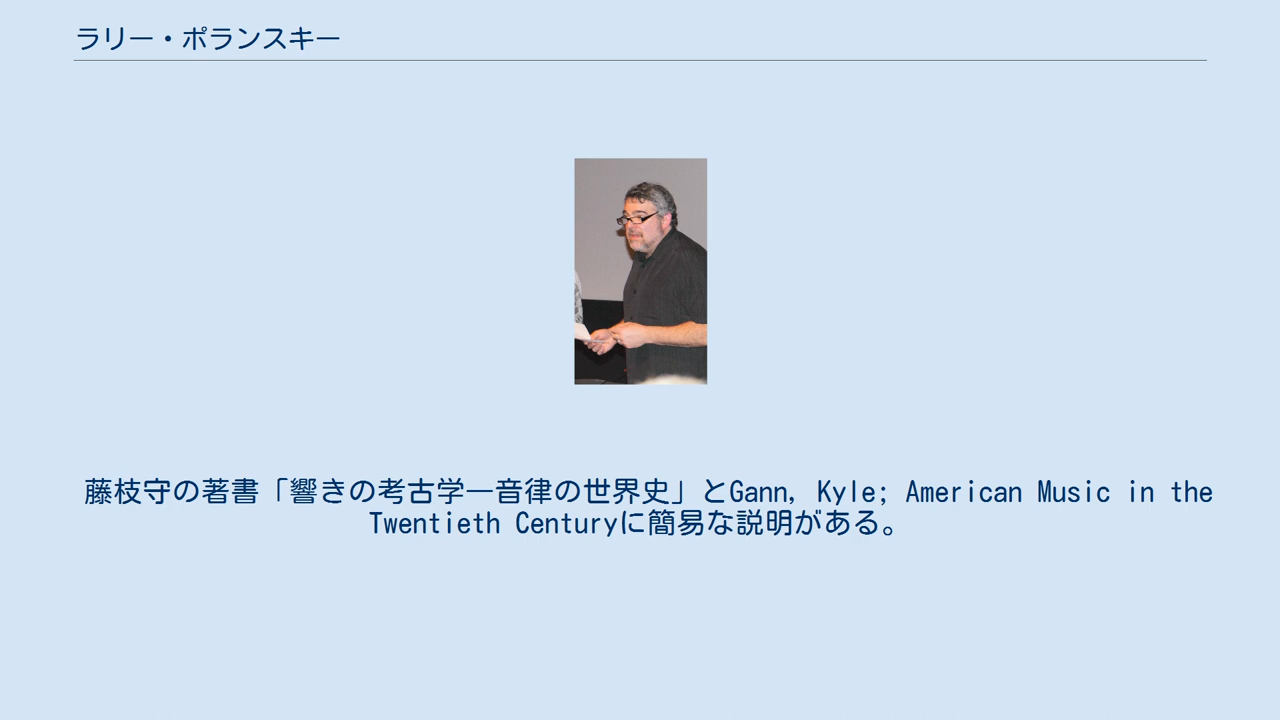 ラリー・ポランスキー
藤枝守の著書「響きの考古学―音律の世界史」とGann, Kyle; American Music in the
Twentieth Centuryに簡易な説明がある。